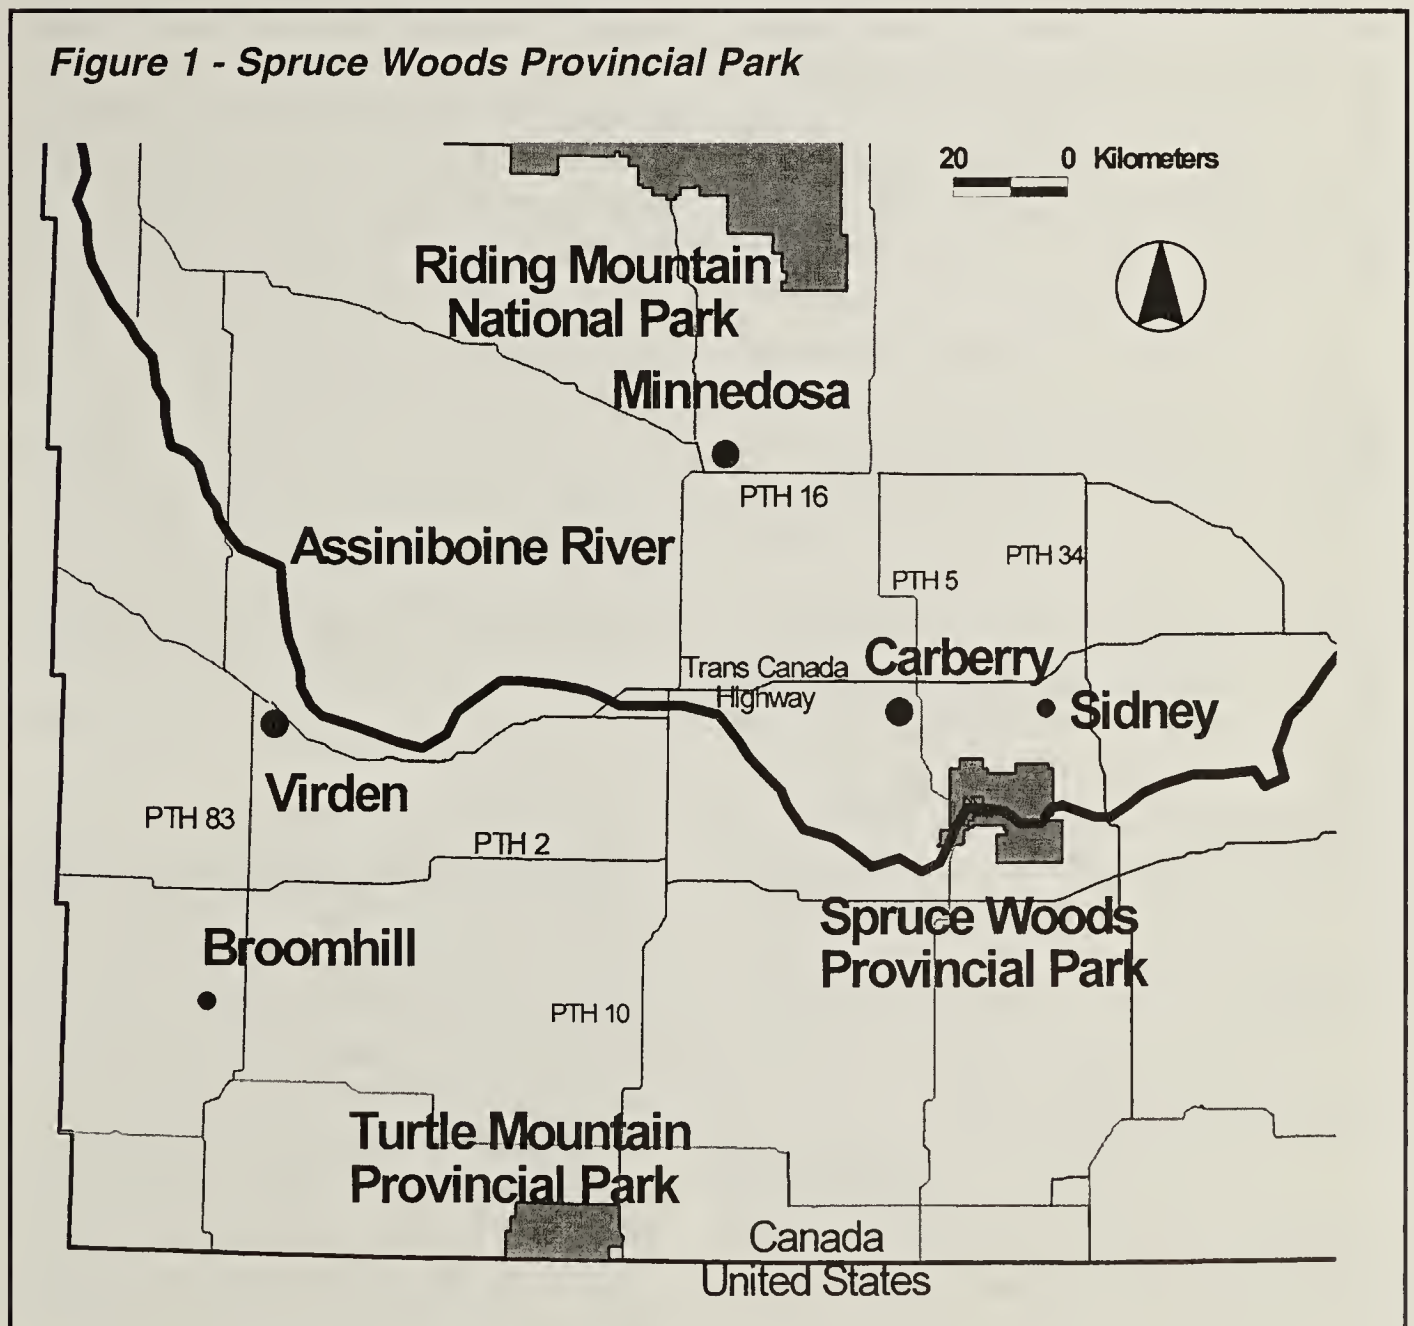 Figure 1 - Spruce Woods Provincial Park
20 0 Kilometers
Riding Mountain
National Park
Minnedosa
PTH 16
Assiniboine River
PTH 34
PTH 5
Carberry
Trans Canada
Highway
Sidney
Virden
PTH 83
PTH 2
Spruce Woods
Provincial Park
Broomhill
PTH 10
Turtle Mountain
Provincial Park
Canada
United States